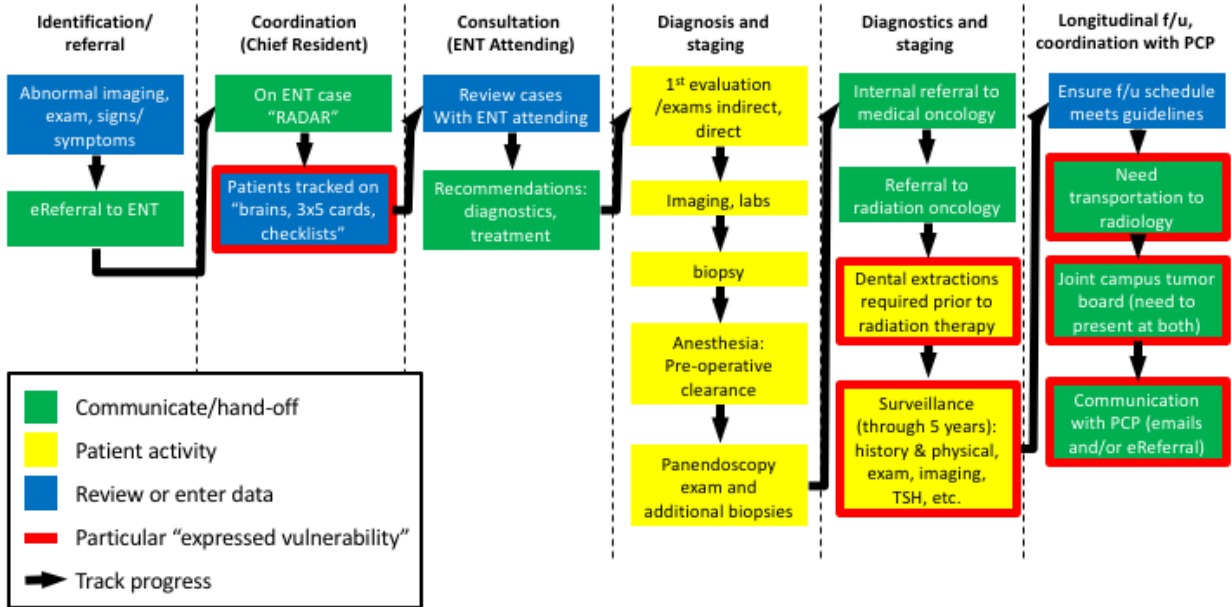 Identification/
referral
Coordination
(Chief Resident)
Consultation
(ENT Attending)
Diagnosis and
staging
Diagnostics and
staging
Longitudinal f/u,
coordination with PCP
Abnormal imaging,
exam, signs/
symptoms
eReferral to ENT
On ENT case
“RADAR”
Patients tracked on
“brains, 3x5 cards,
checklists”
Review cases
With ENT attending
Recommendations:
diagnostics,
treatment
1st evaluation
/exams indirect,
direct
Imaging, labs
biopsy
Anesthesia:
Pre-operative
clearance
Panendoscopy
exam and
additional biopsies
Internal referral to
medical oncology
Referral to
radiation oncology
Dental extractions
required prior to
radiation therapy
Surveillance
(through 5 years):
history & physical,
exam, imaging,
TSH, etc.
Ensure f/u schedule
meets guidelines
Need
transportation to
radiology
Joint campus tumor
board (need to
present at both)
Communication
with PCP (emails
and/or eReferral)
Communicate/hand-off
Patient activity
Review or enter data
Particular “expressed vulnerability”
Track progress